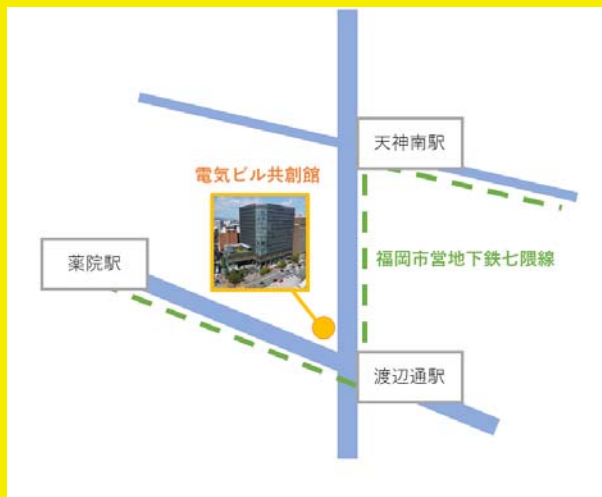 天神南駅
電気ビル共創館
薬院駅
福岡市営地下鉄七隈線
渡辺通駅